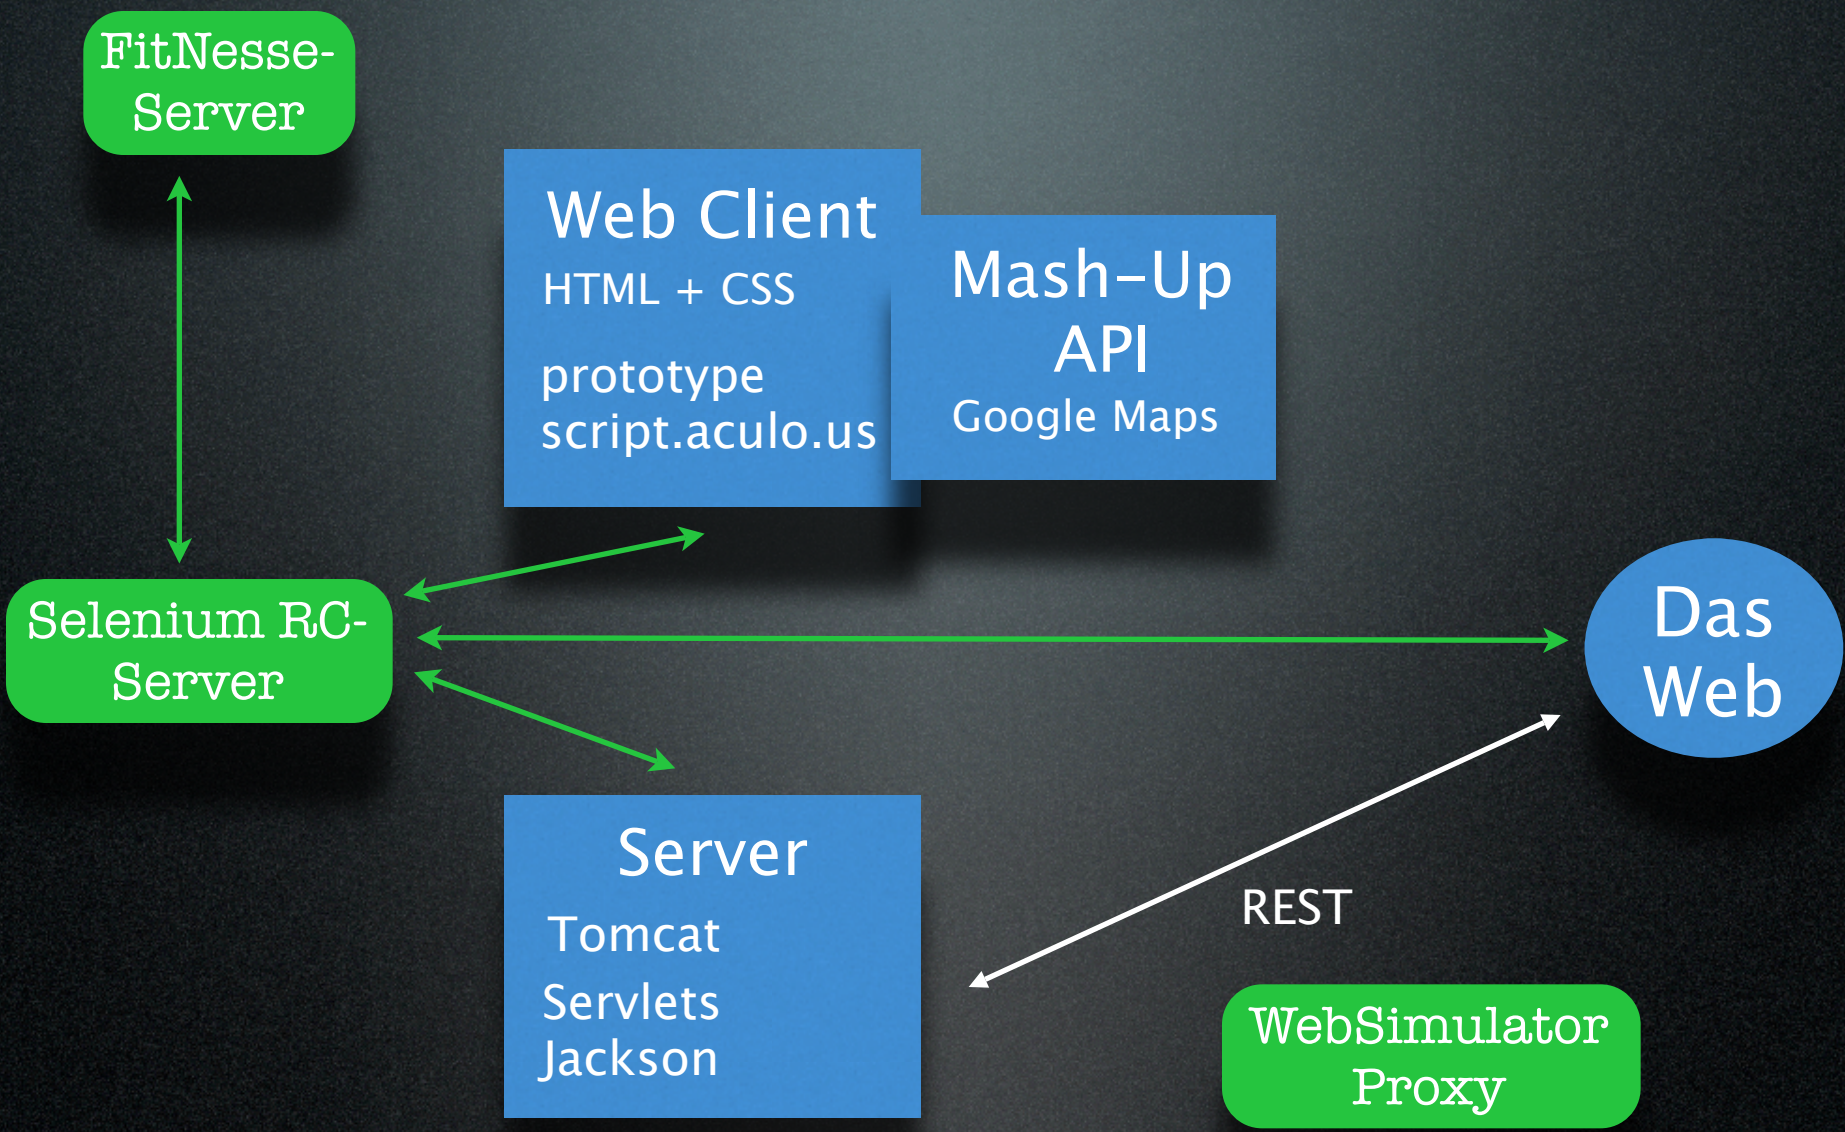 FitNesse-
Server
Web Client
HTML + CSS
prototype
script.aculo.us
Mash-Up
API
Google Maps
Selenium RC-
Server
Das
Web
Server
Tomcat
Servlets
Jackson
REST
WebSimulator
Proxy